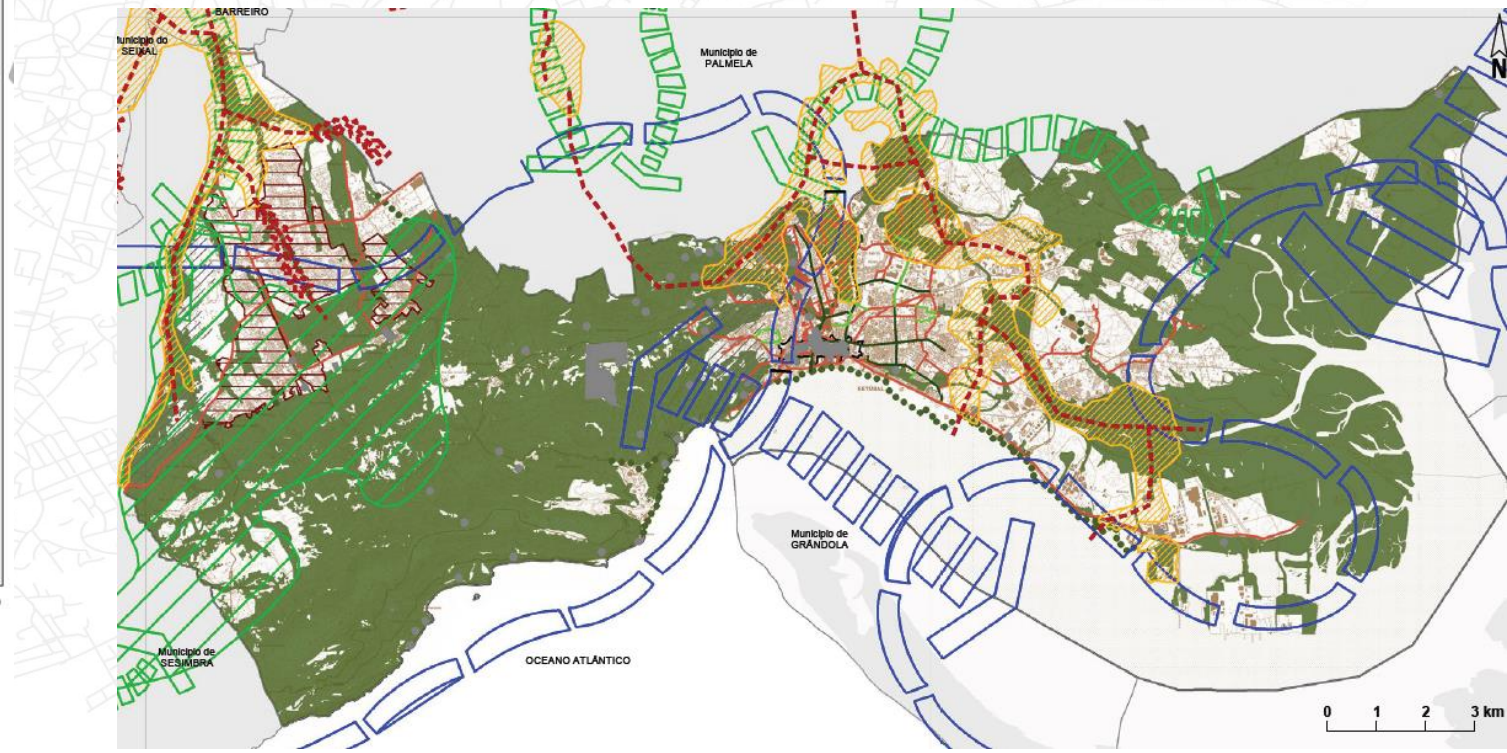 BARREIRO
Município do
SEIXAL
Município de
PALMELA
N
SETÚBAL
Município de
GRÂNDOLA
Município de
SESIMBRA
OCEANO ATLÂNTICO
0 1 2 3 km